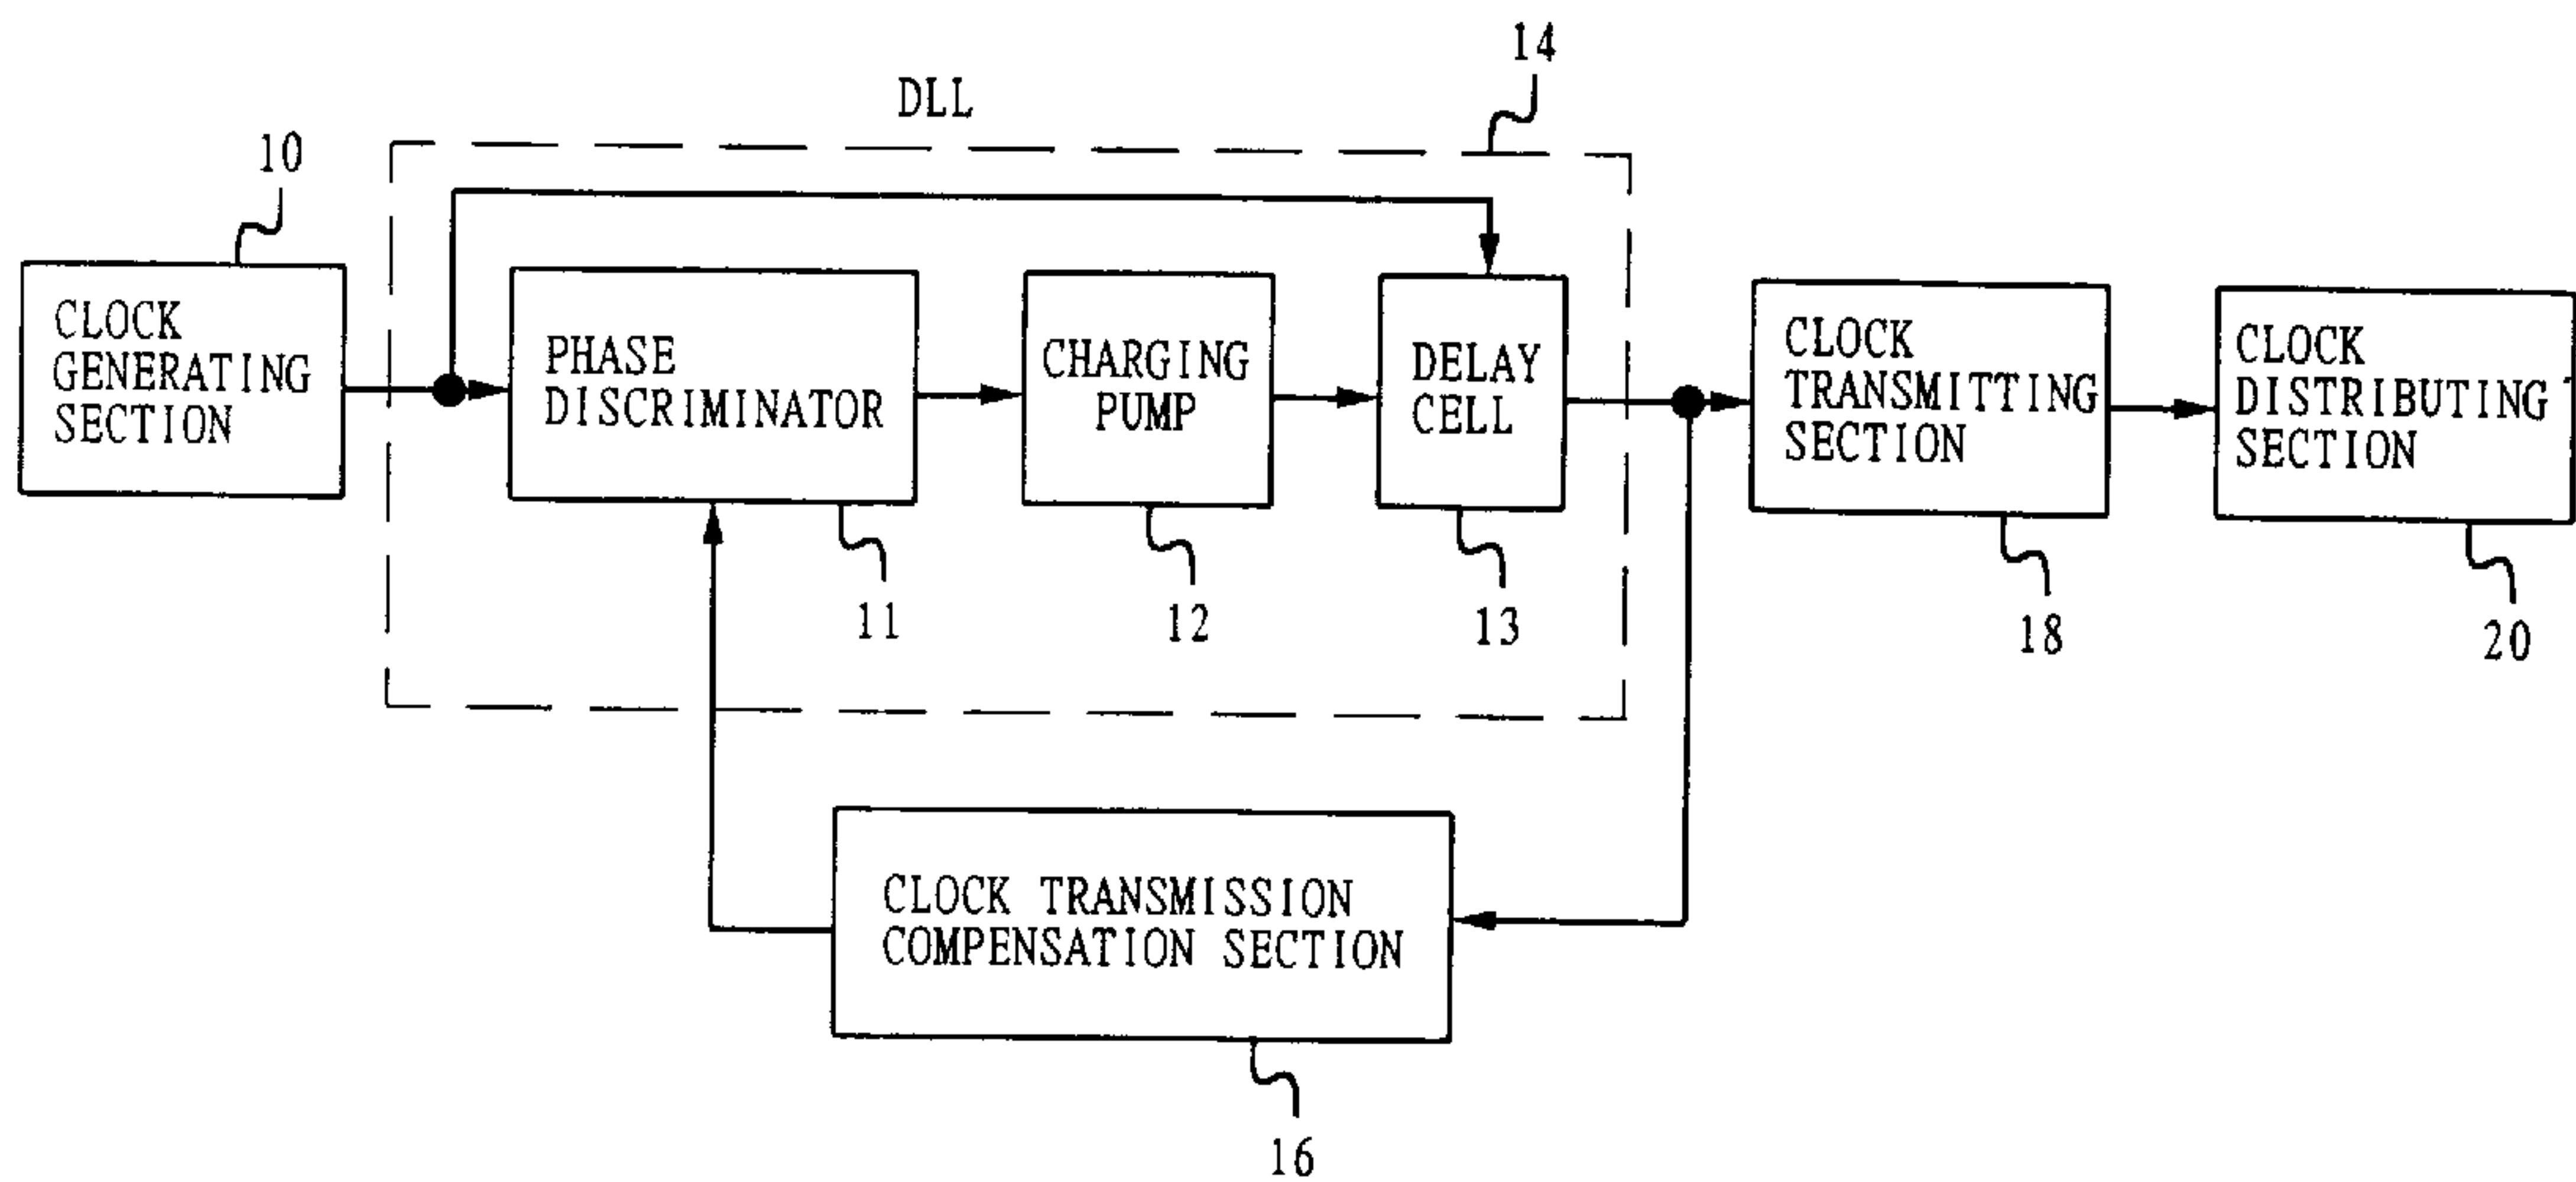 14
DLL
10
CLOCK
GENERATING
SECTION
PHASE
DISCRIMINATOR
CHARGING
PUMP
DELAY
CELL
CLOCK
TRANSMITTING
SECTION
CLOCK
DISTRIBUTING
SECTION
11
12
13
18
20
CLOCK TRANSMISSION
COMPENSATION SECTION
16